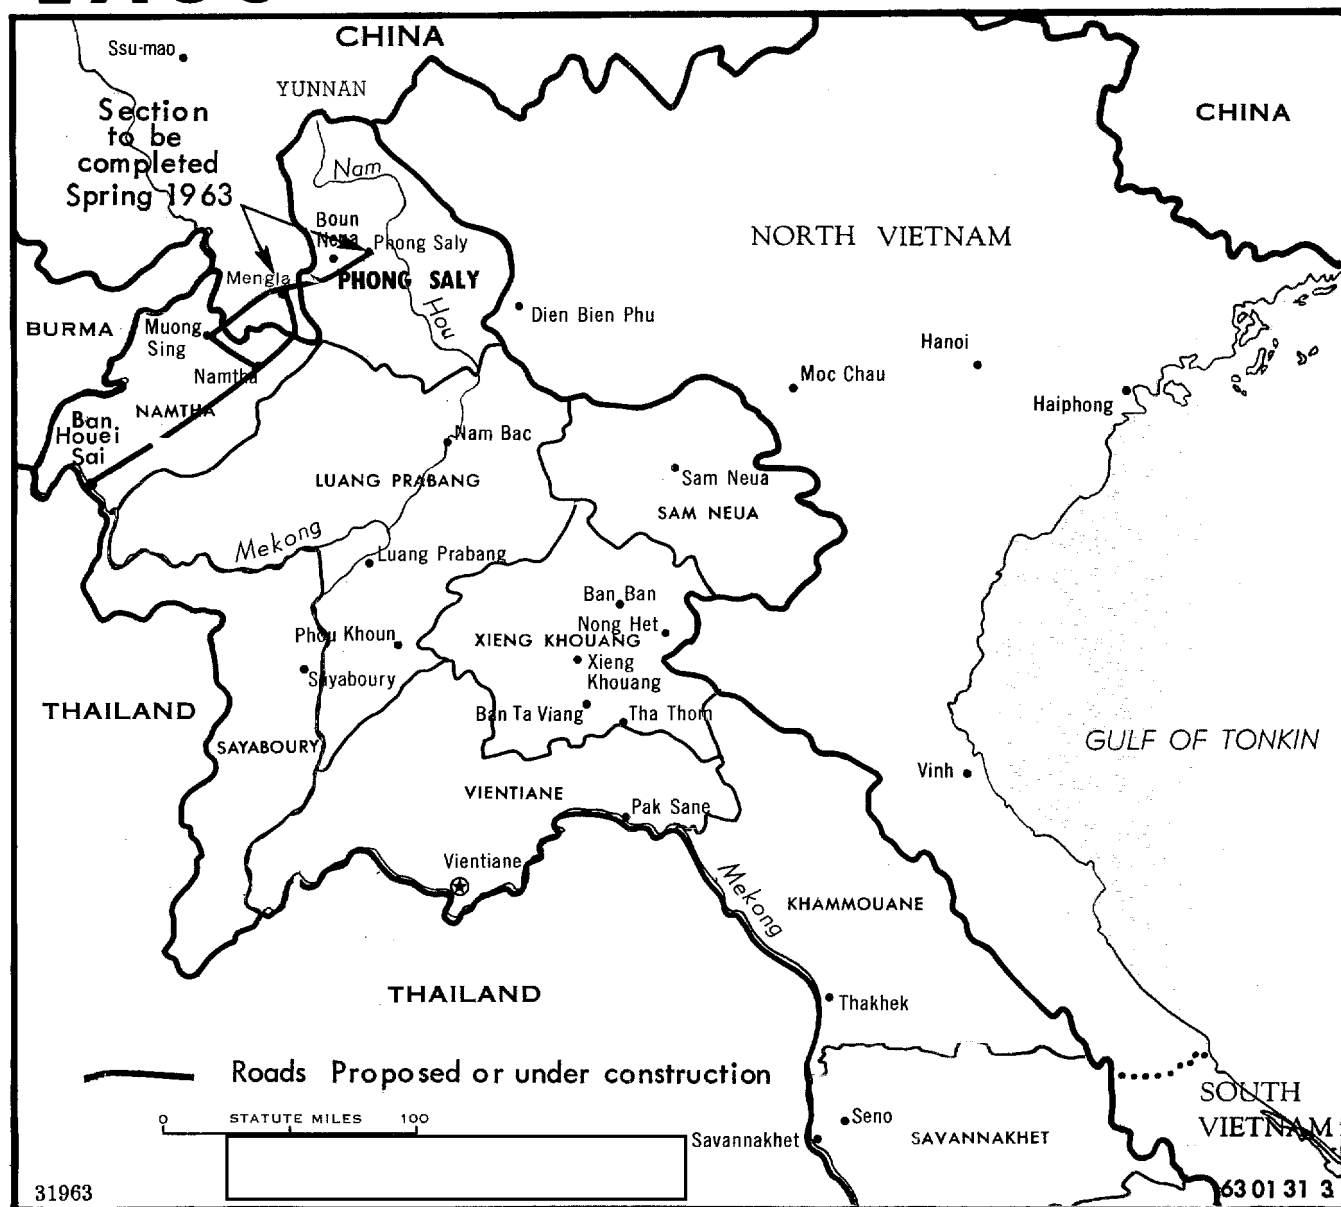 CHINA
Ssu-mao
YUNNAN
Section
to be
completed
Spring 1963
CHINA
Nam
Hou
Boun
Neua
Phong Saly
Mengla
PHONG SALY
NORTH VIETNAM
BURMA
Muong
Sing
Namtha
NAMTHA
Ban
Houei
Sai
Dien Bien Phu
Hanoi
Moc Chau
Haiphong
Nam Bac
LUANG PRABANG
Sam Neua
SAM NEUA
Mekong
Luang Prabang
Ban Ban
Nong Het
Phou Khoun
XIENG KHOUANG
Xieng
Khouang
Sayaboury
THAILAND
Ban Ta Viang
Tha Thom
SAYABOURY
GULF OF TONKIN
Vinh
VIENTIANE
Pak Sane
Vientiane
Mekong
KHAMMOUANE
THAILAND
Thakhek
Roads Proposed or under construction
0 STATUTE MILES 100
SOUTH
VIETNAM
Seno
Savannakhet
SAVANNAKHET
31963
63 01 31 3